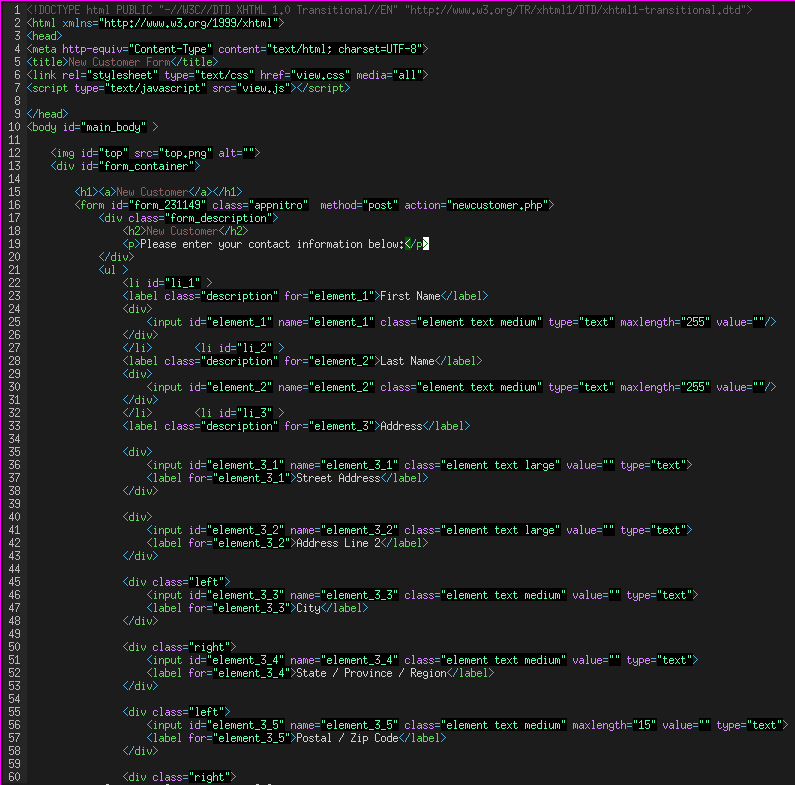 1 <!DOCTYPE html PUBLIC "-//W3C//DTD XHTML 1.0 Transitional//EN" "http://www.w3.org/TR/xhtml1/DTD/xhtml1-transitional.dtd">
2 <html xmlns="http://www.w3.org/1999/xhtml">
3 <head>
4 <meta http-equiv="Content-Type" content="text/html; charset=UTF-8">
5 <title>New Customer Form</title>
6 <link rel="stylesheet" type="text/css" href="view.css" media="all">
7 <script type="text/javascript" src="view.js"></script>
8
9 </head>
10 <body id="main_body" >
11
12     <img id="top" src="top.png" alt="">
13     <div id="form_container">
14
15         <h1><a>New Customer</a></h1>
16         <form id="form_231149" class="appnitro"  method="post" action="newcustomer.php">
17             <div class="form_description">
18                 <h2>New Customer</h2>
19                 <p>Please enter your contact information below:</p>
20             </div>
21             <ul >
22                 <li id="li_1" >
23                 <label class="description" for="element_1">First Name</label>
24                 <div>
25                     <input id="element_1" name="element_1" class="element text medium" type="text" maxlength="255" value=""/>
26                 </div>
27                 </li>       <li id="li_2" >
28                 <label class="description" for="element_2">Last Name</label>
29                 <div>
30                     <input id="element_2" name="element_2" class="element text medium" type="text" maxlength="255" value=""/>
31                 </div>
32                 </li>       <li id="li_3" >
33                 <label class="description" for="element_3">Address</label>
34
35                 <div>
36                     <input id="element_3_1" name="element_3_1" class="element text large" value="" type="text">
37                     <label for="element_3_1">Street Address</label>
38                 </div>
39
40                 <div>
41                     <input id="element_3_2" name="element_3_2" class="element text large" value="" type="text">
42                     <label for="element_3_2">Address Line 2</label>
43                 </div>
44
45                 <div class="left">
46                     <input id="element_3_3" name="element_3_3" class="element text medium" value="" type="text">
47                     <label for="element_3_3">City</label>
48                 </div>
49
50                 <div class="right">
51                     <input id="element_3_4" name="element_3_4" class="element text medium" value="" type="text">
52                     <label for="element_3_4">State / Province / Region</label>
53                 </div>
54
55                 <div class="left">
56                     <input id="element_3_5" name="element_3_5" class="element text medium" maxlength="15" value="" type="text">
57                     <label for="element_3_5">Postal / Zip Code</label>
58                 </div>
59
60                 <div class="right">